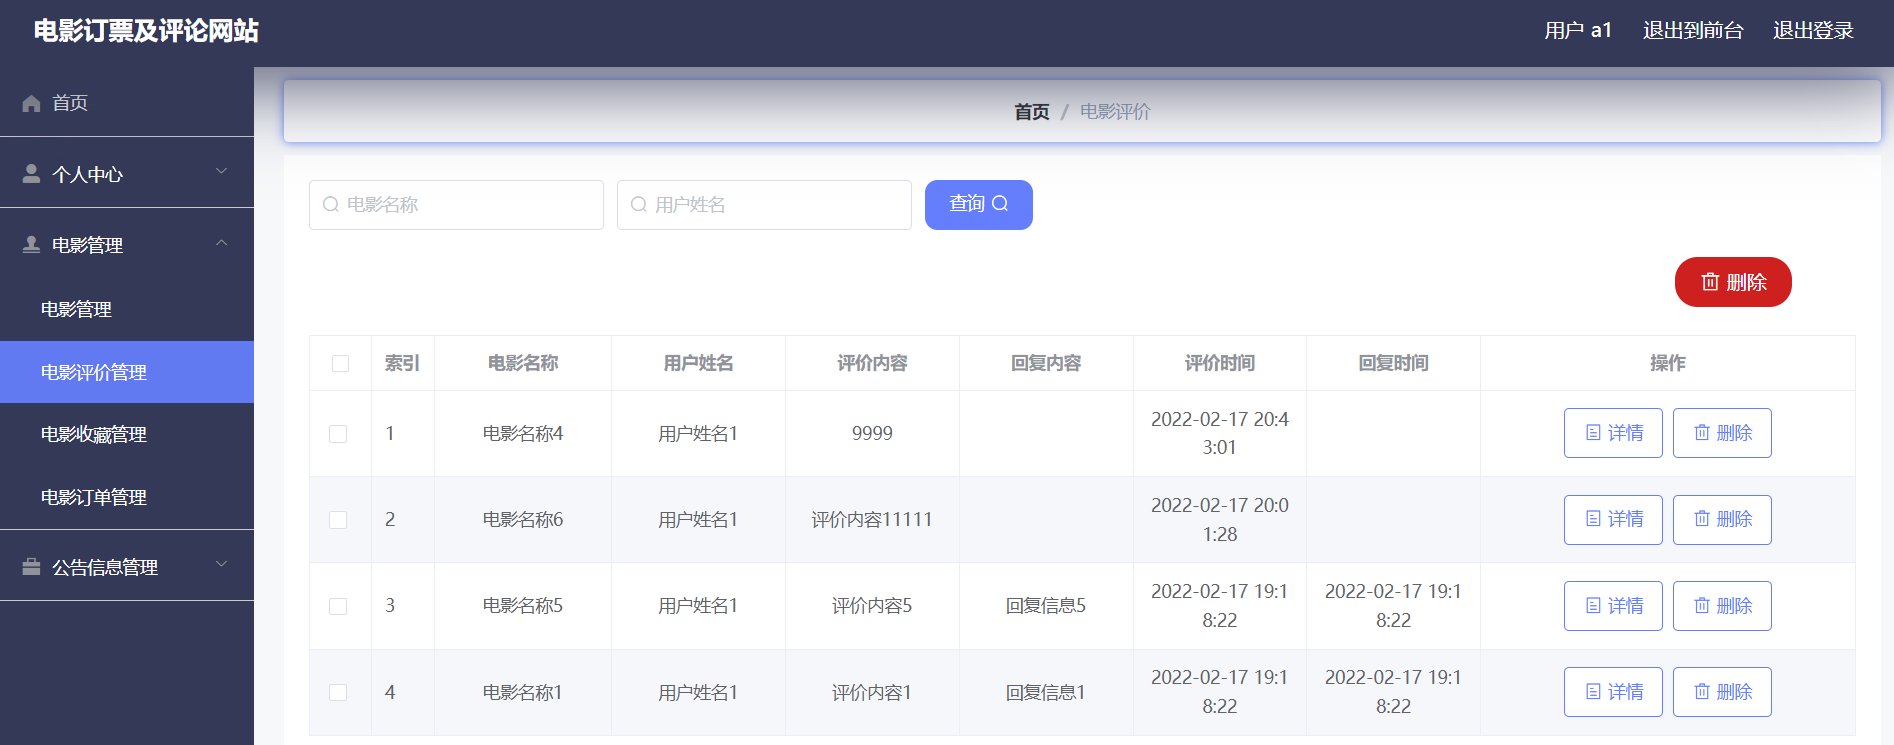 电影订票及评论网站
用户 a1 退出到前台 退出登录
首页
个人中心
电影管理
电影管理
电影评价管理
电影收藏管理
电影订单管理
公告信息管理
首页 / 电影评价
电影名称 用户姓名 查询
删除
索引 电影名称 用户姓名 评价内容 回复内容 评价时间 回复时间 操作
1 电影名称4 用户姓名1 9999 2022-02-17 20:4
3:01
详情 删除
2 电影名称6 用户姓名1 评价内容11111 2022-02-17 20:0
1:28
详情 删除
3 电影名称5 用户姓名1 评价内容5 回复信息5 2022-02-17 19:1
8:22
2022-02-17 19:1
8:22
详情 删除
4 电影名称1 用户姓名1 评价内容1 回复信息1 2022-02-17 19:1
8:22
2022-02-17 19:1
8:22
详情 删除